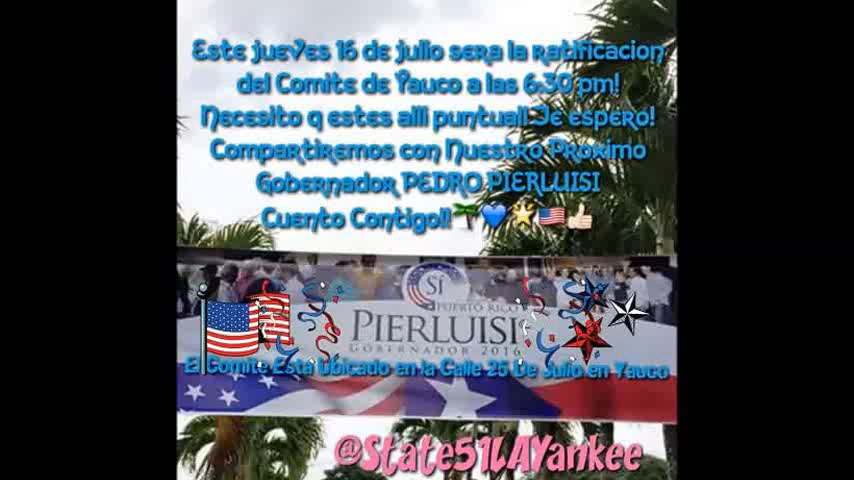 Este jueves 16 de julio sera la ratificacion
del Comite de Yauco a las 6:30 pm!
Necesito q estes alli puntual! Te espero!
Compartiremos con Nuestro Proximo
Gobernador PEDRO PIERLUISI
Cuento Contigo!!
SÍ
PUERTO RICO
PIERLUISI
GOBERNADOR 2016
El Comite Esta Ubicado en la Calle 25 De Julio en Yauco
@State51LAYankee